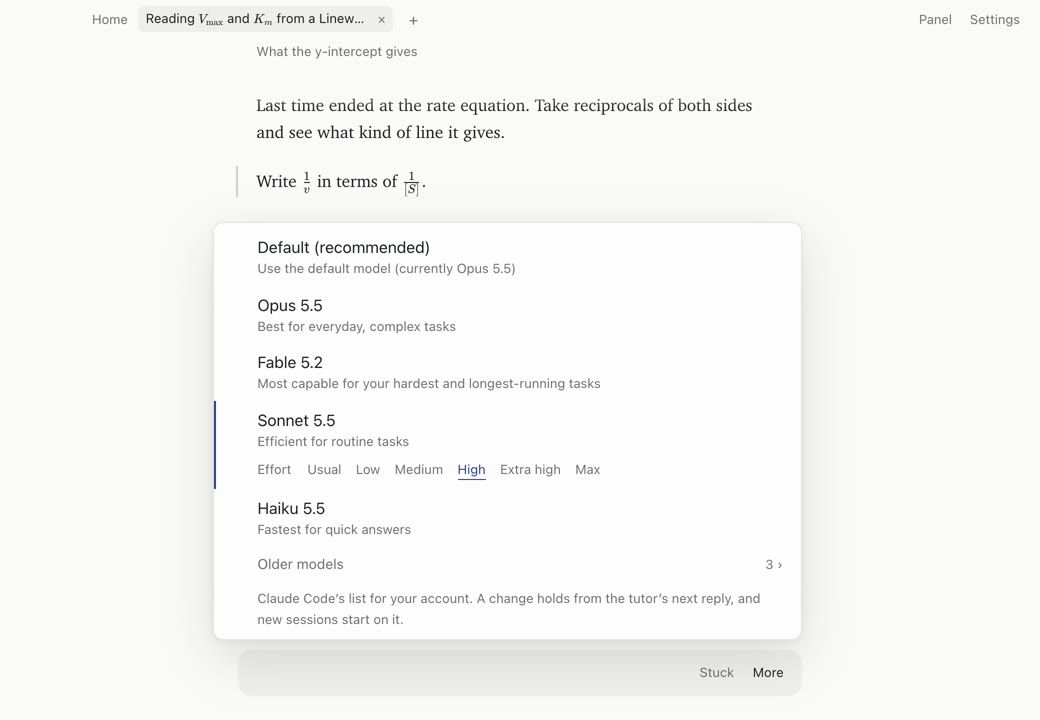 Home
Reading V_max and K_m from a Linew... × +
Panel Settings
What the y-intercept gives
Last time ended at the rate equation. Take reciprocals of both sides
and see what kind of line it gives.
Write 1/v in terms of 1/[S].
Default (recommended)
Use the default model (currently Opus 5.5)
Opus 5.5
Best for everyday, complex tasks
Fable 5.2
Most capable for your hardest and longest-running tasks
Sonnet 5.5
Efficient for routine tasks
Effort Usual Low Medium High Extra high Max
Haiku 5.5
Fastest for quick answers
Older models 3 ›
Claude Code's list for your account. A change holds from the tutor's next reply, and
new sessions start on it.
Stuck More